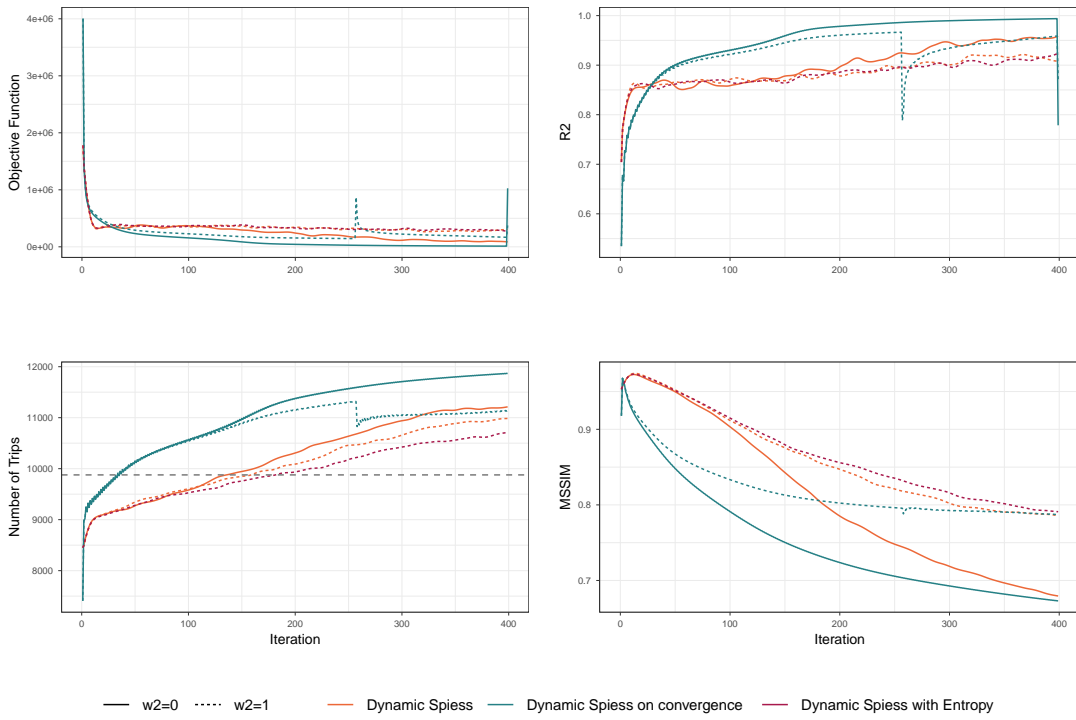 4e+06
3e+06
2e+06
1e+06
0e+00
Objective Function
0 100 200 300 400
1.0
0.9
0.8
0.7
0.6
R2
0 100 200 300 400
12000
11000
10000
9000
8000
Number of Trips
0 100 200 300 400
Iteration
0.9
0.8
0.7
MSSIM
0 100 200 300 400
Iteration
w2=0 w2=1 Dynamic Spiess Dynamic Spiess on convergence Dynamic Spiess with Entropy